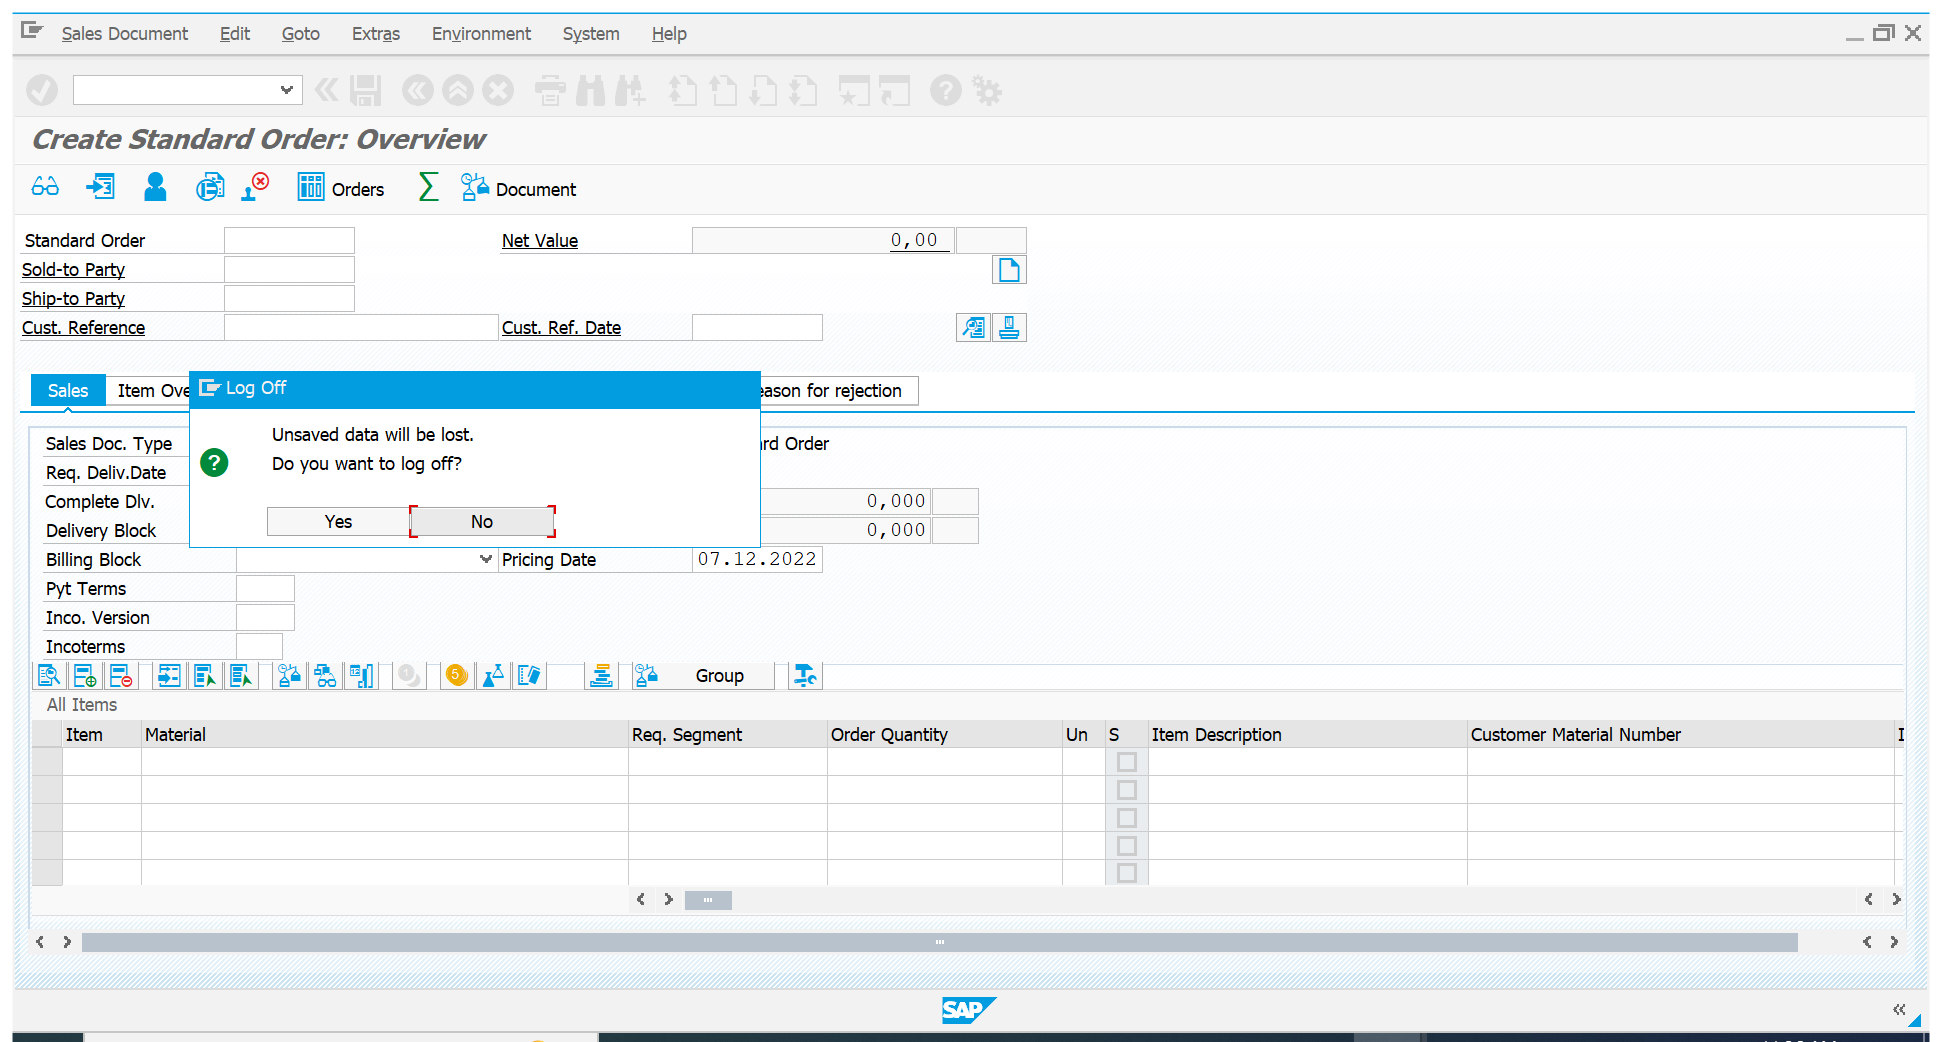 Sales Document Edit Goto Extras Environment System Help
Create Standard Order: Overview
Orders Document
Standard Order Net Value 0,00
Sold-to Party
Ship-to Party
Cust. Reference Cust. Ref. Date
Sales Item Ove eason for rejection
Log Off
Unsaved data will be lost.
Do you want to log off?
Yes No
Sales Doc. Type rd Order
Req. Deliv.Date
Complete Dlv. 0,000
Delivery Block 0,000
Billing Block Pricing Date 07.12.2022
Pyt Terms
Inco. Version
Incoterms
5 Group
All Items
Item Material Req. Segment Order Quantity Un S Item Description Customer Material Number I
SAP